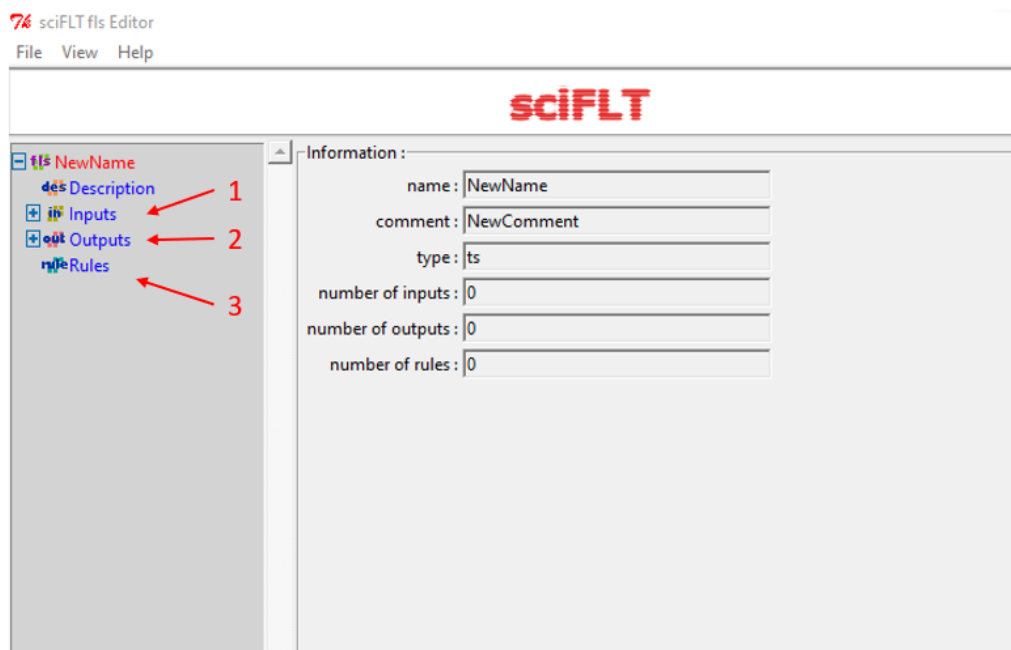 7k sciFLT fls Editor
File View Help
sciFLT
fls NewName
des Description
in Inputs
out Outputs
rule Rules
1
2
3
Information :
name : NewName
comment : NewComment
type : ts
number of inputs : 0
number of outputs : 0
number of rules : 0